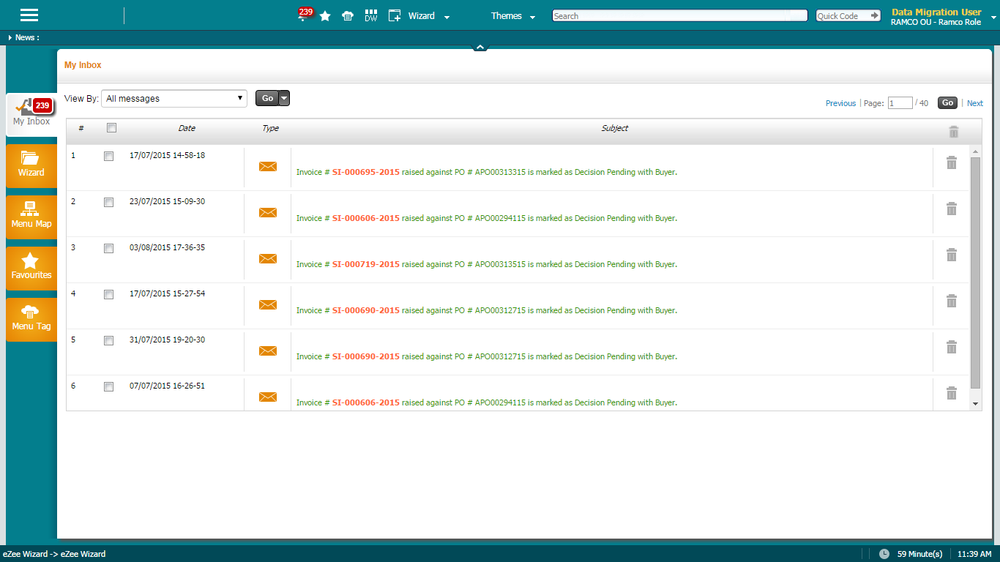 239
DW
Wizard
Themes
Search
Quick Code
Data Migration User
RAMCO OU - Ramco Role
News :
My Inbox
239
My Inbox
Wizard
Menu Map
Favourites
Menu Tag
View By: All messages Go
Previous | Page: 1 / 40 Go | Next
# Date Type Subject
1 17/07/2015 14-58-18 Invoice # SI-000695-2015 raised against PO # APO00313315 is marked as Decision Pending with Buyer.
2 23/07/2015 15-09-30 Invoice # SI-000606-2015 raised against PO # APO00294115 is marked as Decision Pending with Buyer.
3 03/08/2015 17-36-35 Invoice # SI-000719-2015 raised against PO # APO00313515 is marked as Decision Pending with Buyer.
4 17/07/2015 15-27-54 Invoice # SI-000690-2015 raised against PO # APO00312715 is marked as Decision Pending with Buyer.
5 31/07/2015 19-20-30 Invoice # SI-000690-2015 raised against PO # APO00312715 is marked as Decision Pending with Buyer.
6 07/07/2015 16-26-51 Invoice # SI-000606-2015 raised against PO # APO00294115 is marked as Decision Pending with Buyer.
eZee Wizard -> eZee Wizard
59 Minute(s)
11:39 AM